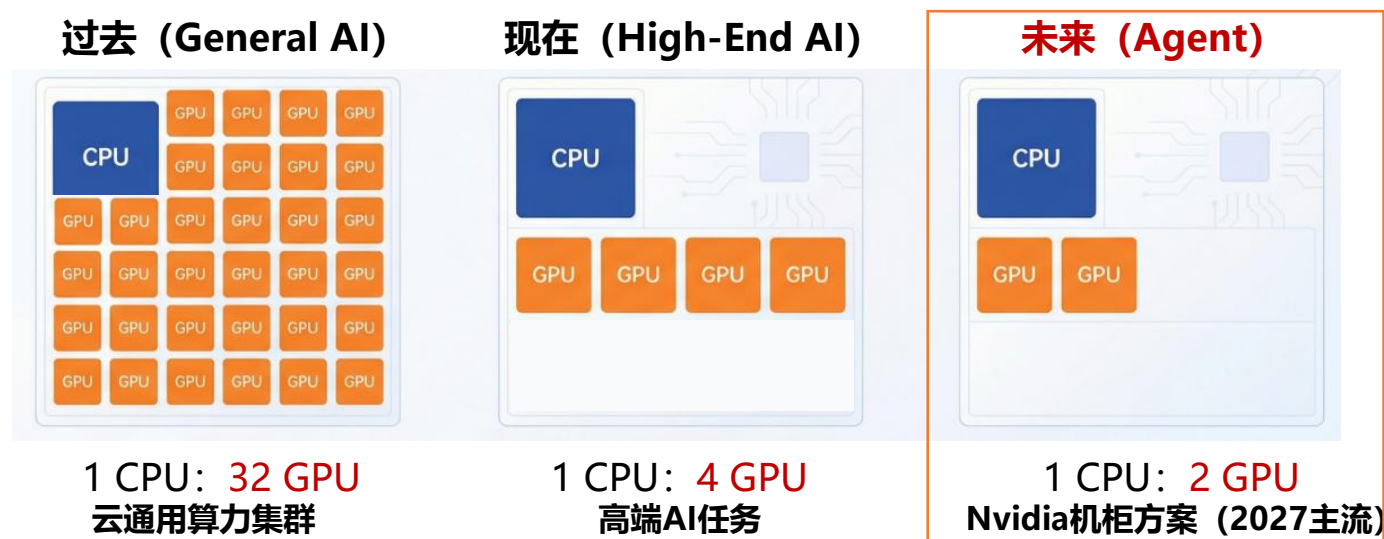 过去（General AI）
现在（High-End AI）
未来（Agent）
GPU GPU GPU GPU
CPU
GPU GPU GPU GPU
GPU GPU GPU GPU GPU GPU
GPU GPU GPU GPU GPU GPU
GPU GPU GPU GPU GPU GPU
GPU GPU GPU GPU GPU GPU
CPU
GPU GPU GPU GPU
CPU
GPU GPU
1 CPU：32 GPU
云通用算力集群
1 CPU：4 GPU
高端AI任务
1 CPU：2 GPU
Nvidia机柜方案（2027主流）